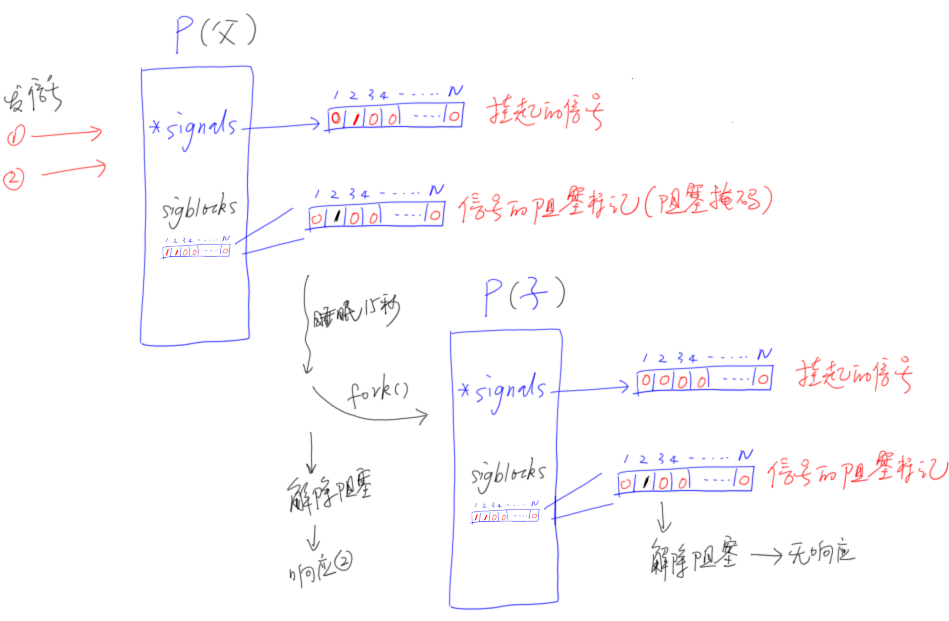 P(父)
发信号
①
②
*signals
1 2 3 4 ------ N
0 1 0 0 ---- 0
挂起的信号
sigblocks
1 2 3 4 ------ N
0 1 0 0 ---- 0
信号的阻塞标记(阻塞掩码)
1 2 3 4 ---- N
1 1 0 0 ---- 0
睡眠15秒
fork()
P(子)
*signals
1 2 3 4 ------ N
0 0 0 0 ---- 0
挂起的信号
sigblocks
1 2 3 4 ------ N
0 1 0 0 ---- 0
信号的阻塞标记
1 2 3 4 ---- N
1 1 0 0 ---- 0
解除阻塞
响应②
解除阻塞
无响应